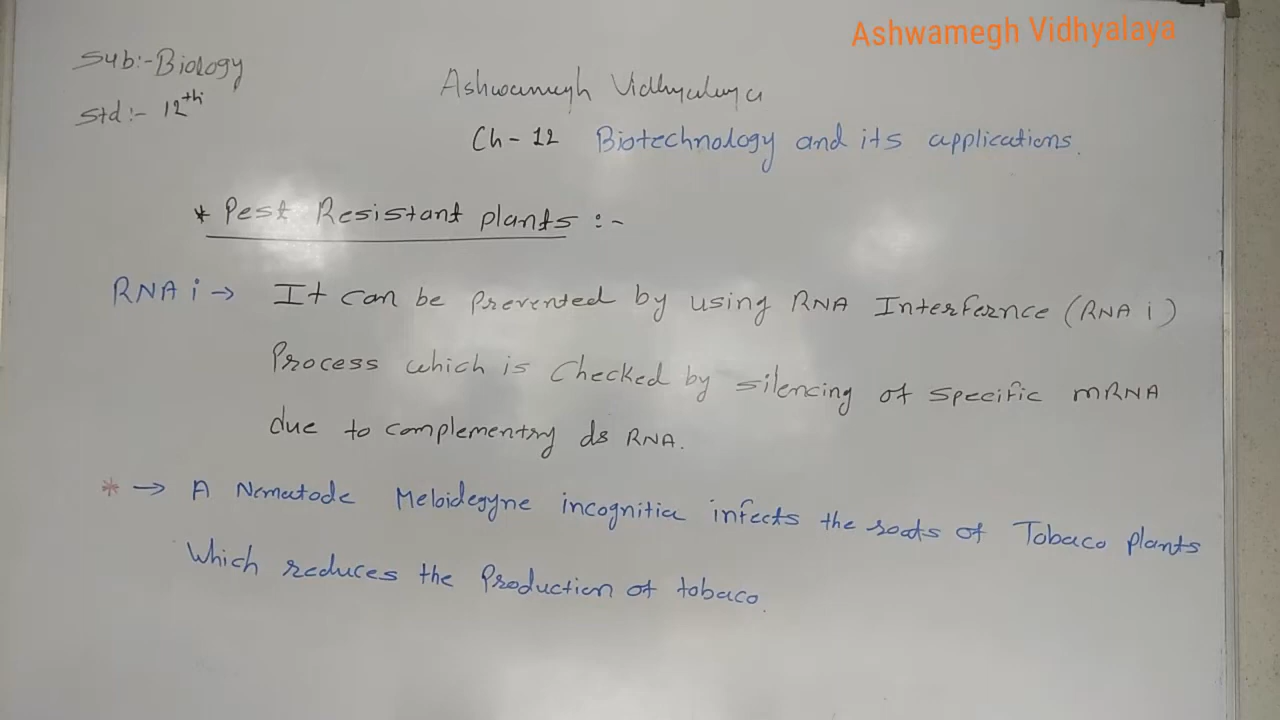 Ashwamegh Vidhyalaya
Sub:- Biology
Std:- 12th
Ashwamegh Vidhyalaya
Ch - 12 Biotechnology and its applications.
* Pest Resistant plants :-
RNA i → It can be prevented by using RNA Interfernce (RNA i)
Process which is checked by silencing of specific mRNA
due to complementry ds RNA.
* → A Nematode Meloidegyne incognitia infects the roots of Tobaco plants
Which reduces the Production of tobaco.